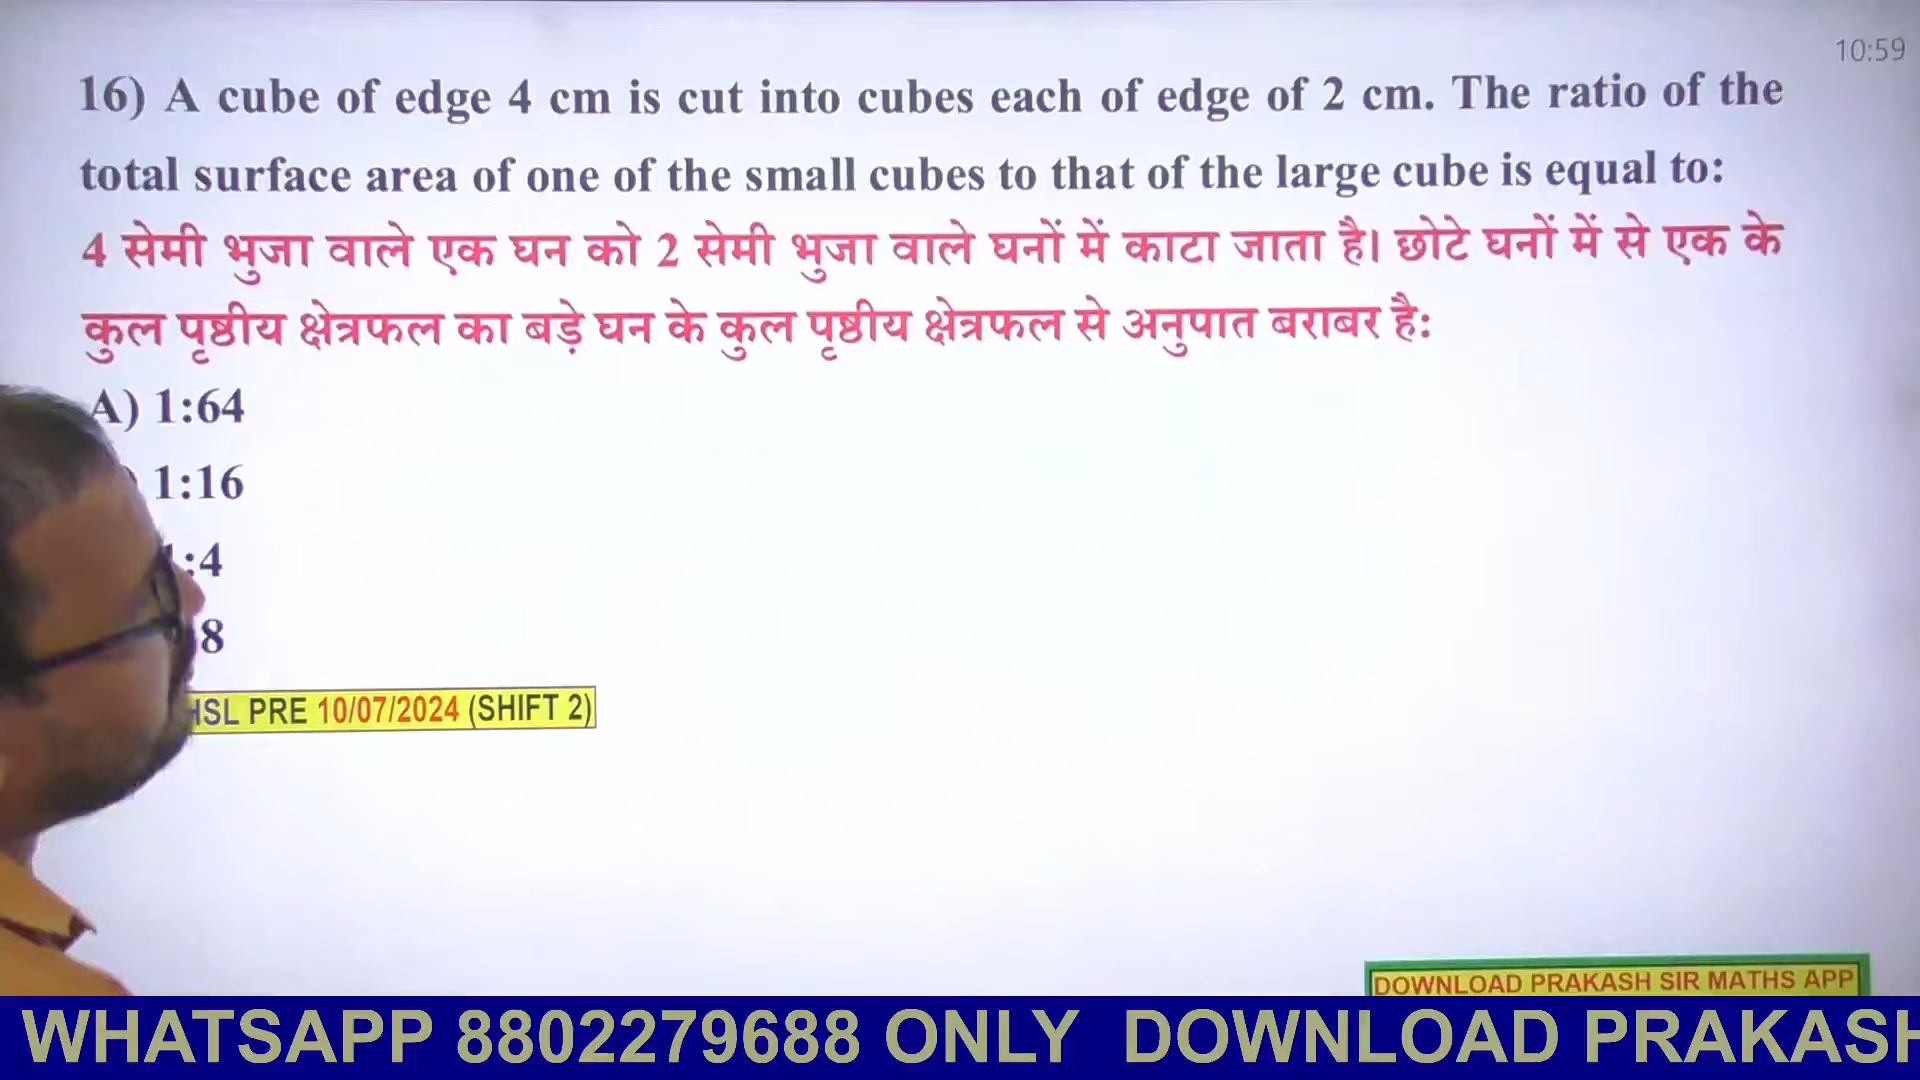 10:59
16) A cube of edge 4 cm is cut into cubes each of edge of 2 cm. The ratio of the
total surface area of one of the small cubes to that of the large cube is equal to:
4 सेमी भुजा वाले एक घन को 2 सेमी भुजा वाले घनों में काटा जाता है। छोटे घनों में से एक के
कुल पृष्ठीय क्षेत्रफल का बड़े घन के कुल पृष्ठीय क्षेत्रफल से अनुपात बराबर है:
A) 1:64
1:16
:4
8
HSL PRE 10/07/2024 (SHIFT 2)
DOWNLOAD PRAKASH SIR MATHS APP
WHATSAPP 8802279688 ONLY DOWNLOAD PRAKASH